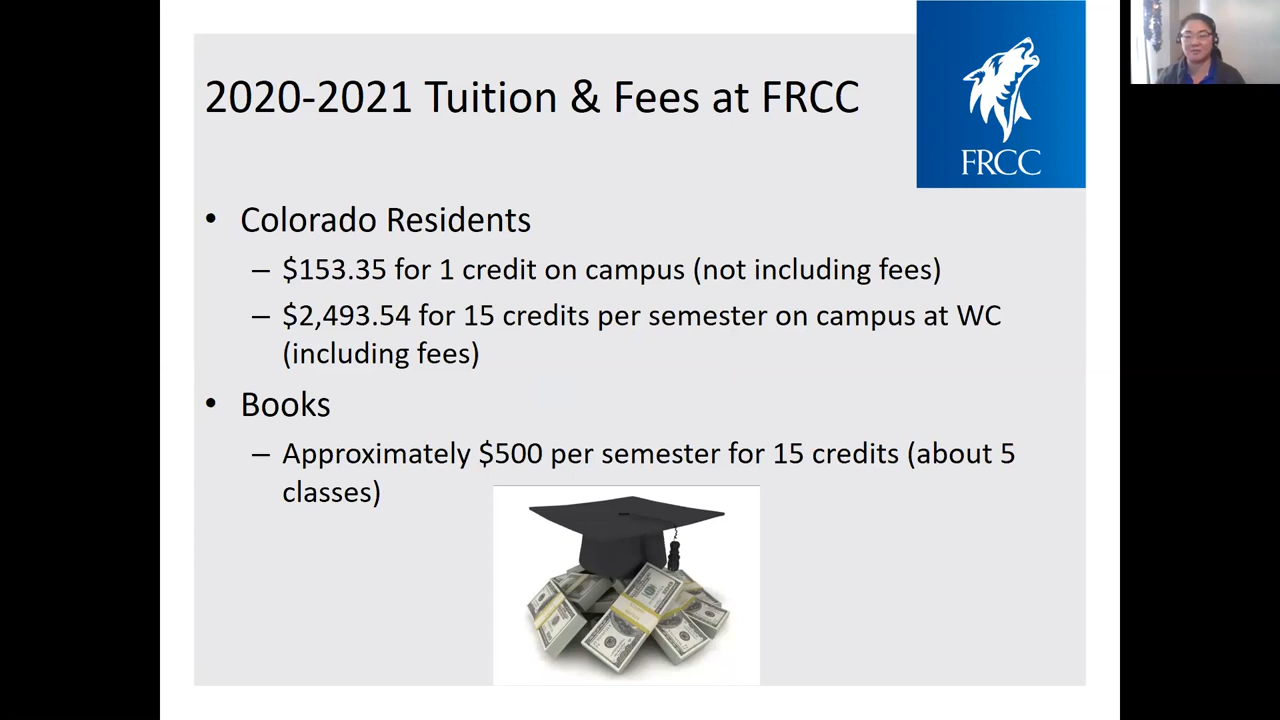 2020-2021 Tuition & Fees at FRCC
FRCC
• Colorado Residents
– $153.35 for 1 credit on campus (not including fees)
– $2,493.54 for 15 credits per semester on campus at WC
(including fees)
• Books
– Approximately $500 per semester for 15 credits (about 5
classes)